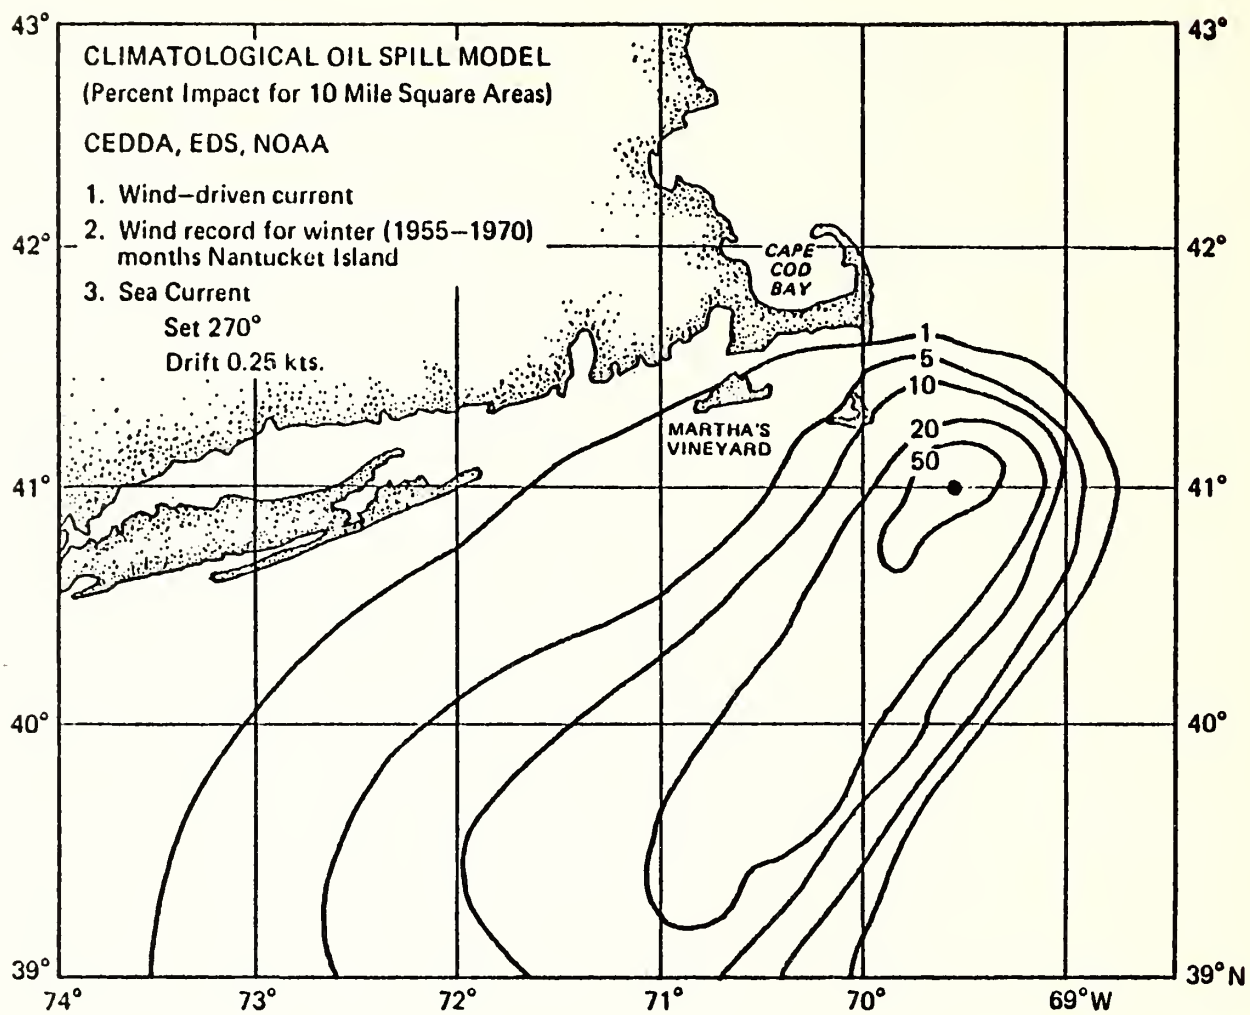 43°
43°
CLIMATOLOGICAL OIL SPILL MODEL
(Percent Impact for 10 Mile Square Areas)
CEDDA, EDS, NOAA
1. Wind–driven current
2. Wind record for winter (1955–1970)
months Nantucket Island
3. Sea Current
Set 270°
Drift 0.25 kts.
42°
42°
CAPE
COD
BAY
1
5
10
20
50
MARTHA'S
VINEYARD
41°
41°
40°
40°
39°
39°N
74°
73°
72°
71°
70°
69°W